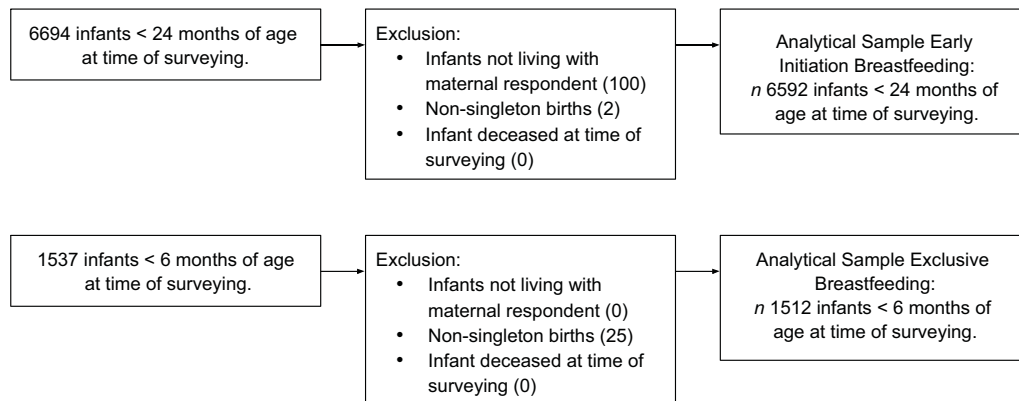 6694 infants < 24 months of age
at time of surveying.
Exclusion:
• Infants not living with
maternal respondent (100)
• Non-singleton births (2)
• Infant deceased at time of
surveying (0)
Analytical Sample Early
Initiation Breastfeeding:
n 6592 infants < 24 months of
age at time of surveying.
1537 infants < 6 months of age
at time of surveying.
Exclusion:
• Infants not living with
maternal respondent (0)
• Non-singleton births (25)
• Infant deceased at time of
surveying (0)
Analytical Sample Exclusive
Breastfeeding:
n 1512 infants < 6 months of
age at time of surveying.